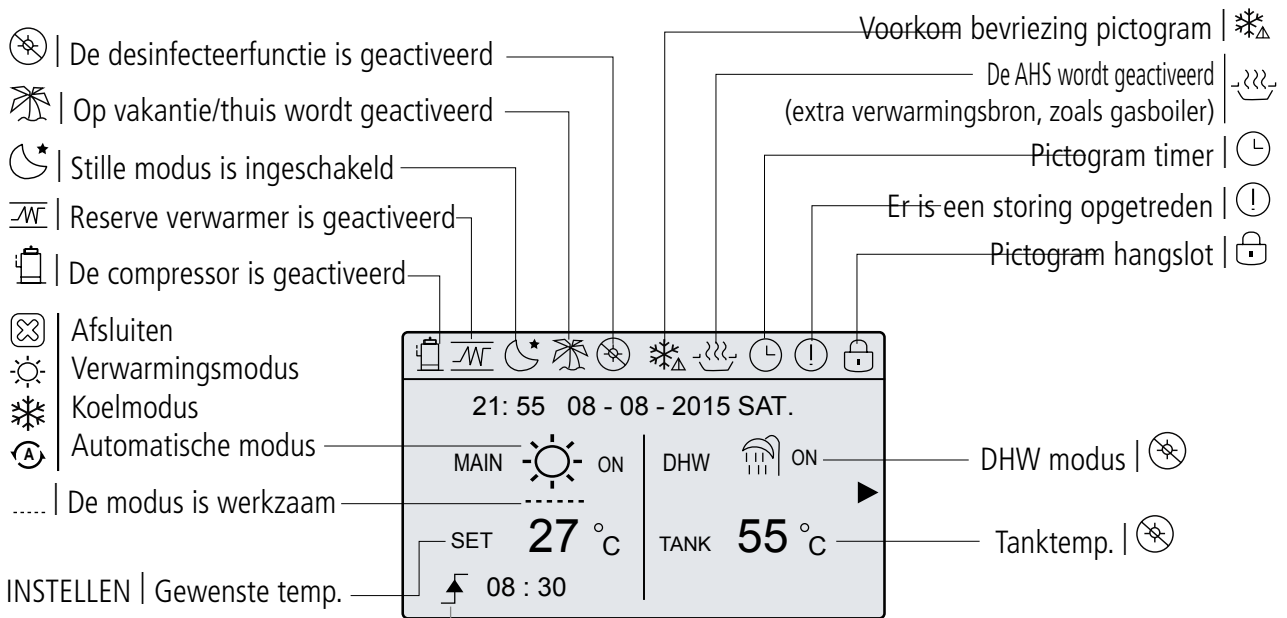 De desinfecteerfunctie is geactiveerd
Op vakantie/thuis wordt geactiveerd
Stille modus is ingeschakeld
Reserve verwarmer is geactiveerd
De compressor is geactiveerd
Afsluiten
Verwarmingsmodus
Koelmodus
A Automatische modus
..... De modus is werkzaam
INSTELLEN | Gewenste temp.
Voorkom bevriezing pictogram
De AHS wordt geactiveerd
(extra verwarmingsbron, zoals gasboiler)
Pictogram timer
Er is een storing opgetreden
Pictogram hangslot
21: 55 08 - 08 - 2015 SAT.
MAIN ON DHW ON
SET 27 °C TANK 55 °C
08 : 30
DHW modus
Tanktemp.